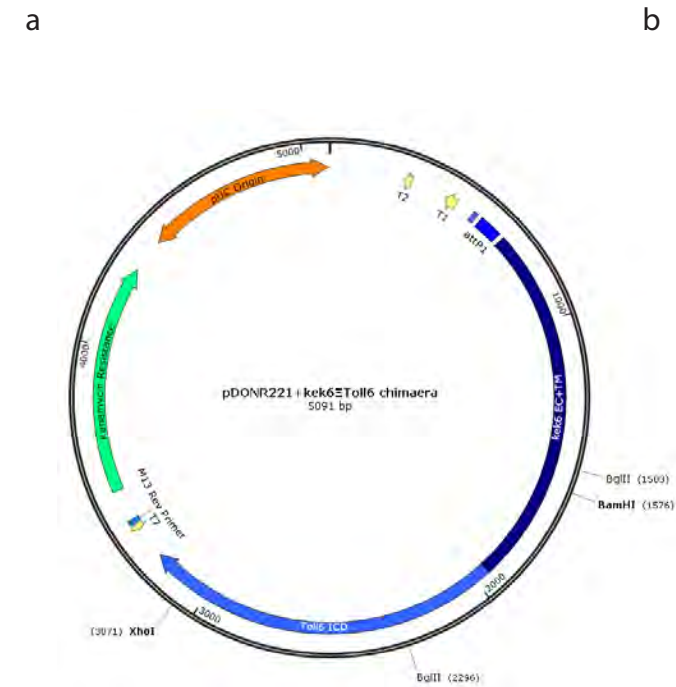 a
b
5000
pUC Origin
T2
T1
attP1
1000
4000
Kanamycin Resistance
pDONR221+kek6ΞToll6 chimaera
5091 bp
kek6 EC+TM
BglII (1503)
BamHI (1576)
M13 Rev Primer
T7
2000
(3071) XhoI
3000
Toll6 ICD
BglII (2296)